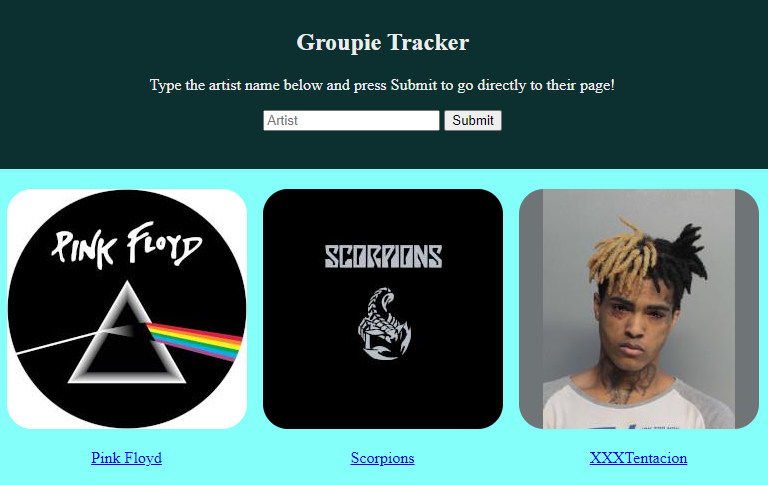 Groupie Tracker
Type the artist name below and press Submit to go directly to their page!
Artist Submit
PINK FLOYD
SCORPIONS
Pink Floyd Scorpions XXXTentacion